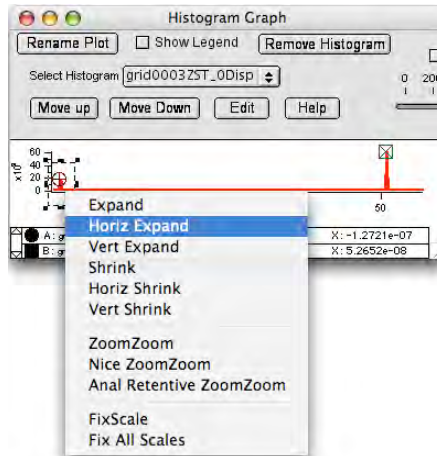 Histogram Graph
Rename Plot Show Legend Remove Histogram
Select Histogram grid0003ZST_0Disp 0 200
Move up Move Down Edit Help
60
40
20
0
x10
50
A: g X: -1.2721e-07
B: g X: 5.2652e-08
Expand
Horiz Expand
Vert Expand
Shrink
Horiz Shrink
Vert Shrink
ZoomZoom
Nice ZoomZoom
Anal Retentive ZoomZoom
FixScale
Fix All Scales